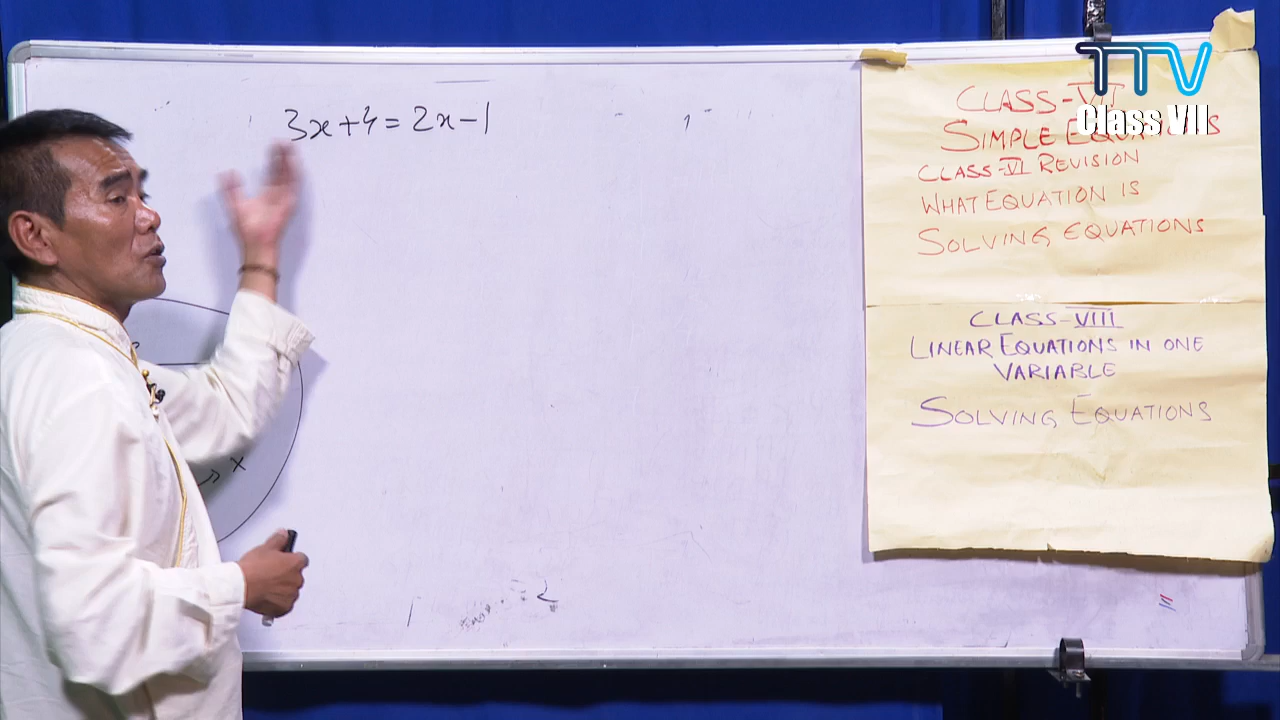 TTV
Class VII
3x+4=2x-1
CLASS-VII
SIMPLE EQUATIONS
CLASS-VI REVISION
WHAT EQUATION IS
SOLVING EQUATIONS
CLASS-VIII
LINEAR EQUATIONS IN ONE
VARIABLE
SOLVING EQUATIONS
x